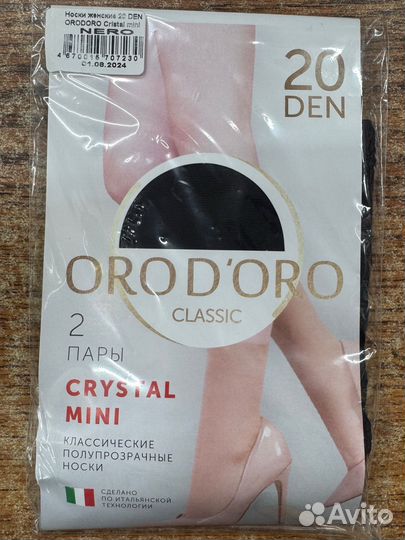 Носки женские 20 DEN
ORODORO Cristal mini
NERO
4670016707230
01.08.2024
20
DEN
ORO D'ORO
CLASSIC
2
ПАРЫ
CRYSTAL
MINI
КЛАССИЧЕСКИЕ
ПОЛУПРОЗРАЧНЫЕ
НОСКИ
СДЕЛАНО
ПО ИТАЛЬЯНСКОЙ
ТЕХНОЛОГИИ
Avito